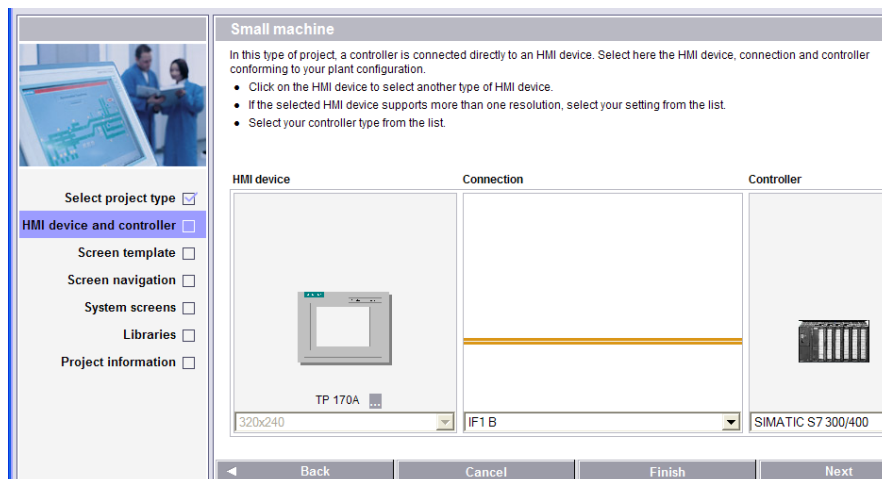 Small machine
In this type of project, a controller is connected directly to an HMI device. Select here the HMI device, connection and controller
conforming to your plant configuration.
• Click on the HMI device to select another type of HMI device.
• If the selected HMI device supports more than one resolution, select your setting from the list.
• Select your controller type from the list.
Select project type
HMI device and controller
Screen template
Screen navigation
System screens
Libraries
Project information
HMI device
Connection
Controller
TP 170A ...
320x240
IF1 B
SIMATIC S7 300/400
Back
Cancel
Finish
Next